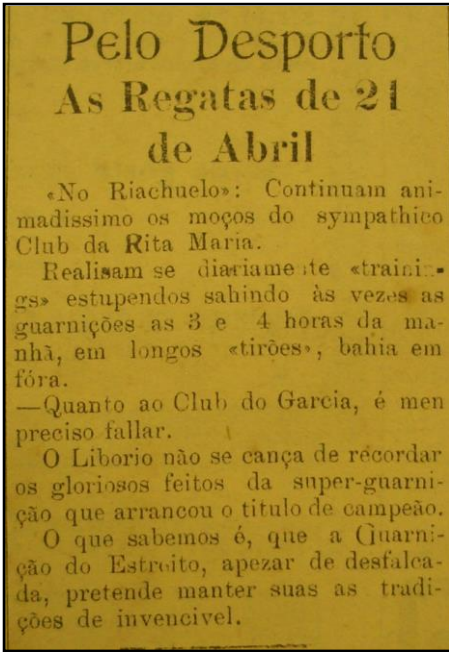 Pelo Desporto
As Regatas de 21
de Abril
«No Riachuelo»: Continuam ani-
madissimo os moços do sympathico
Club da Rita Maria.
Realisam se diariamente «trainin-
gs» estupendos sahindo às vezes as
guarnições as 3 e 4 horas da ma-
nhã, em longos «tirões», bahia em
fóra.
—Quanto ao Club do Garcia, é men
preciso fallar.
O Liborio não se cança de recordar
os gloriosos feitos da super-guarni-
ção que arrancou o titulo de campeão.
O que sabemos é, que a Guarni-
ção do Estreito, apezar de desfalca-
da, pretende manter suas as tradi-
ções de invencivel.